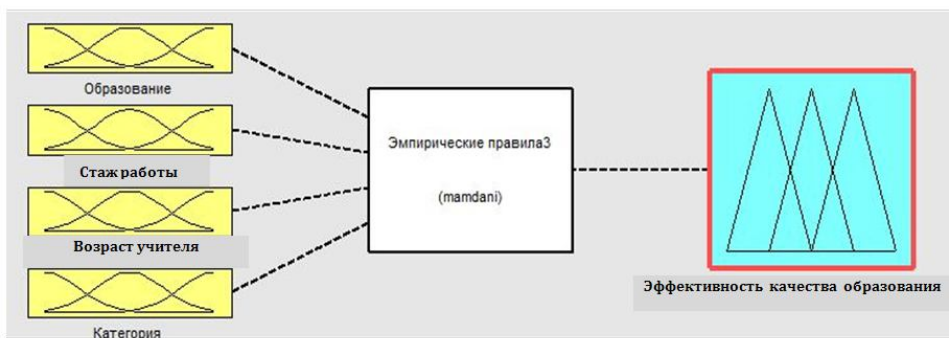 Образование
Стаж работы
Возраст учителя
Категория
Эмпирические правила3
(mamdani)
Эффективность качества образования